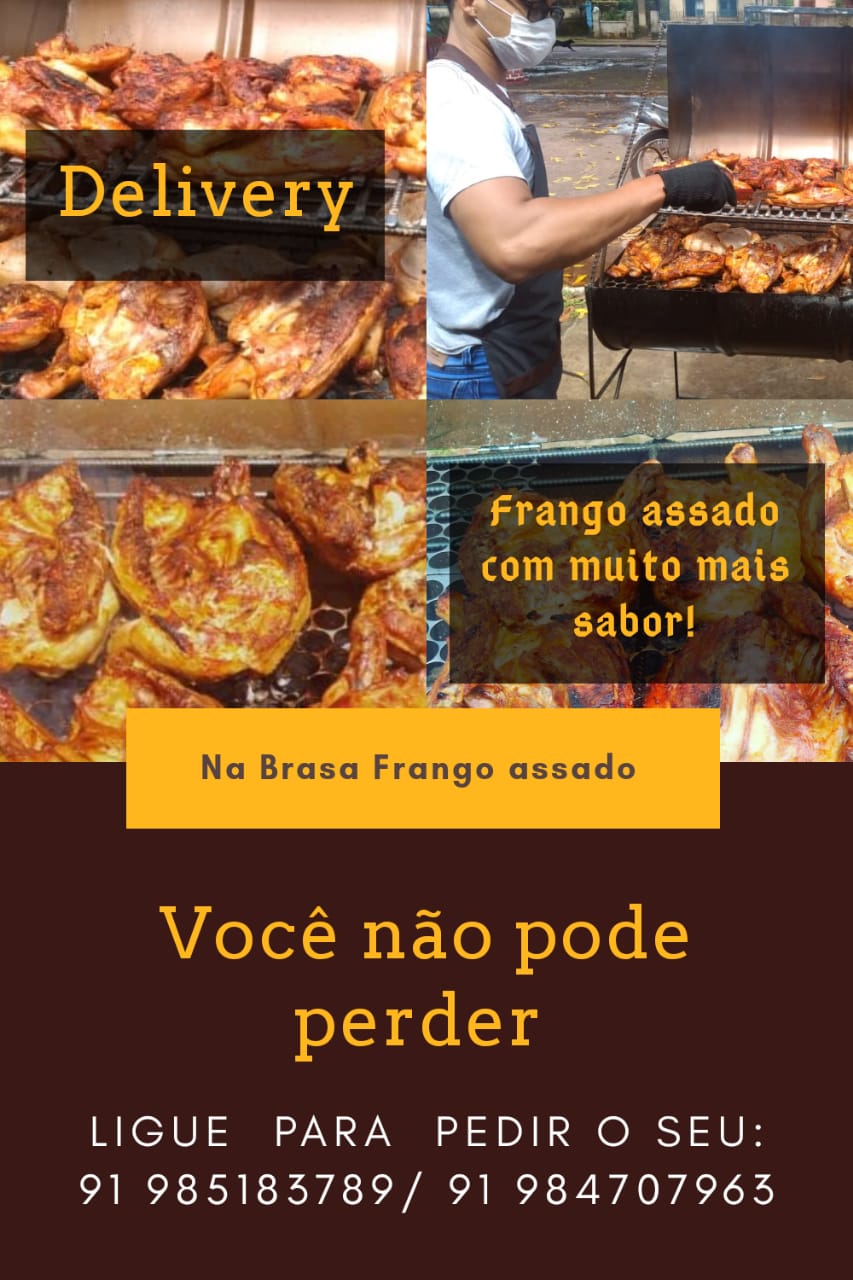 Delivery
Frango assado
com muito mais
sabor!
Na Brasa Frango assado
Você não pode
perder
LIGUE PARA PEDIR O SEU:
91 985183789/ 91 984707963